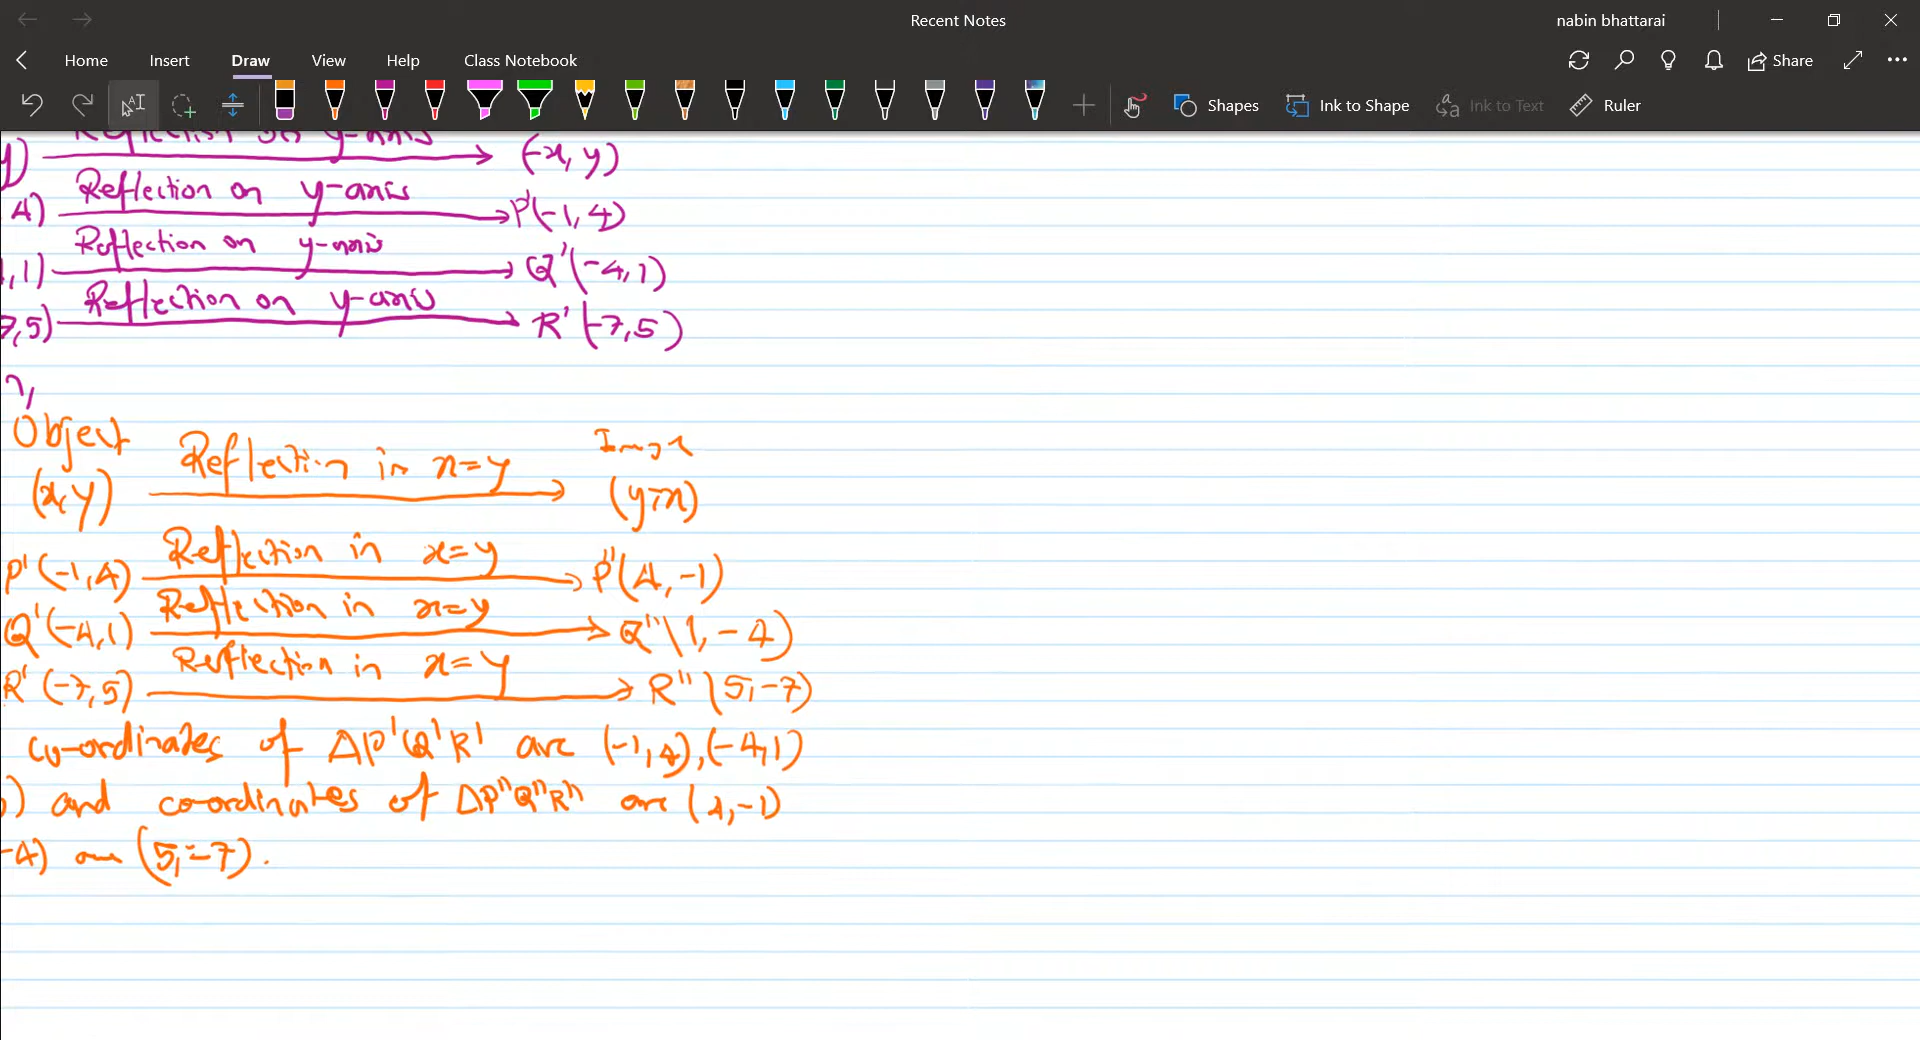 Recent Notes
nabin bhattarai
Home Insert Draw View Help Class Notebook
Share
Shapes Ink to Shape Ink to Text Ruler
y) Reflection on y-axis (-x, y)
4) Reflection on y-axis P'(-1, 4)
, 1) Reflection on y-axis Q'(-4, 1)
7, 5) Reflection on y-axis R'(-7, 5)
Object Reflection in x=y
(x, y) (y, x)
P'(-1, 4) Reflection in x=y P''(4, -1)
Q'(-4, 1) Reflection in x=y Q''(1, -4)
R'(-7, 5) Reflection in x=y R''(5, -7)
co-ordinates of ΔP'Q'R' are (-1, 4), (-4, 1)
) and co-ordinates of ΔP''Q''R'' are (4, -1)
-4) (5, -7).